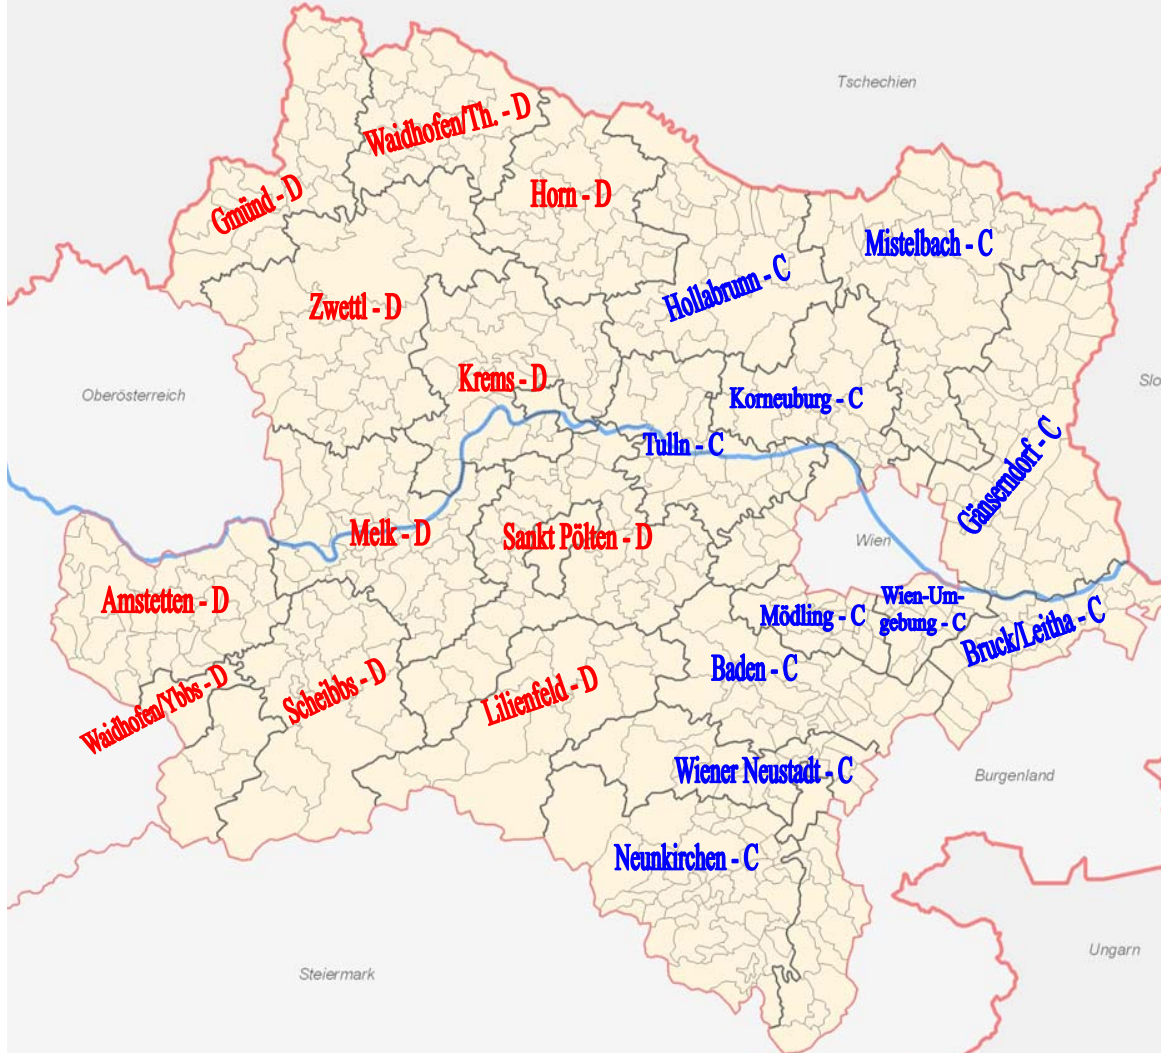 Tschechien
Waidhofen/Th. - D
Gmünd - D
Horn - D
Mistelbach - C
Hollabrunn - C
Zwettl - D
Krems - D
Oberösterreich
Korneuburg - C
Slo
Tulln - C
Gänserndorf - C
Melk - D
Sankt Pölten - D
Wien
Amstetten - D
Mödling - C
Wien-Um-
gebung - C
Bruck/Leitha - C
Baden - C
Waidhofen/Ybbs - D
Scheibbs - D
Lilienfeld - D
Wiener Neustadt - C
Burgenland
Neunkirchen - C
Ungarn
Steiermark